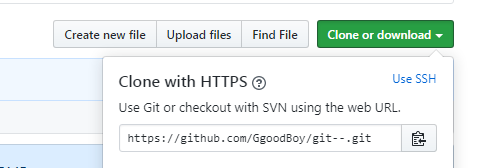 Create new file Upload files Find File Clone or download
Clone with HTTPS Use SSH
Use Git or checkout with SVN using the web URL.
https://github.com/GgoodBoy/git--.git